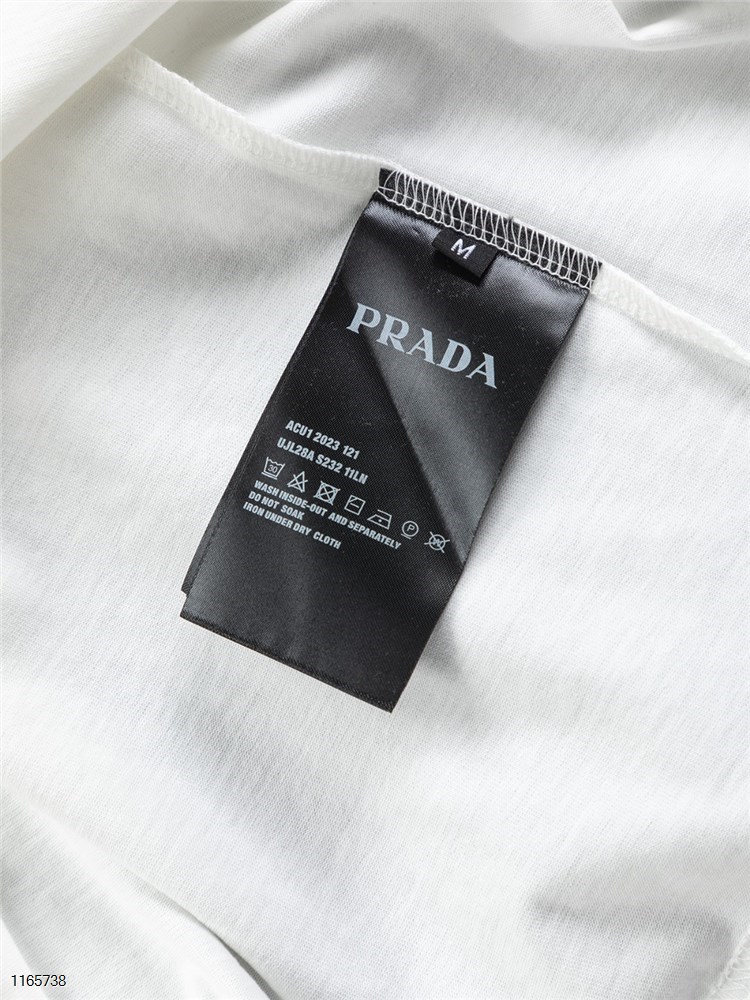 M
PRADA
ACU1 2023 121
UJL28A S232 11LN
30
P
WASH INSIDE-OUT AND SEPARATELY
DO NOT SOAK
IRON UNDER DRY CLOTH
1165738